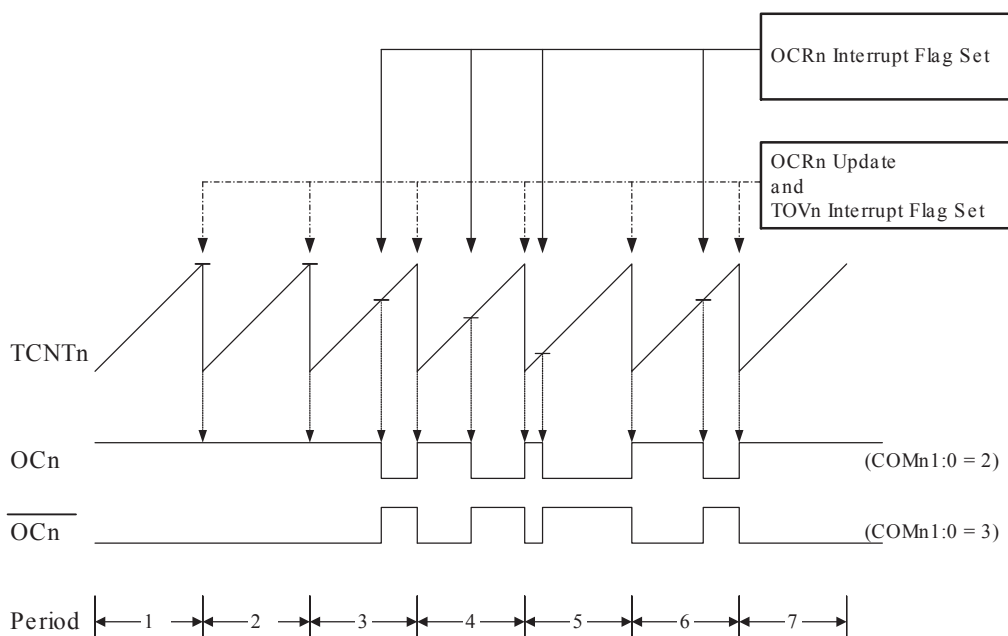 OCRn Interrupt Flag Set
OCRn Update
and
TOVn Interrupt Flag Set
TCNTn
OCn
(COMn1:0 = 2)
OCn
(COMn1:0 = 3)
Period
1
2
3
4
5
6
7